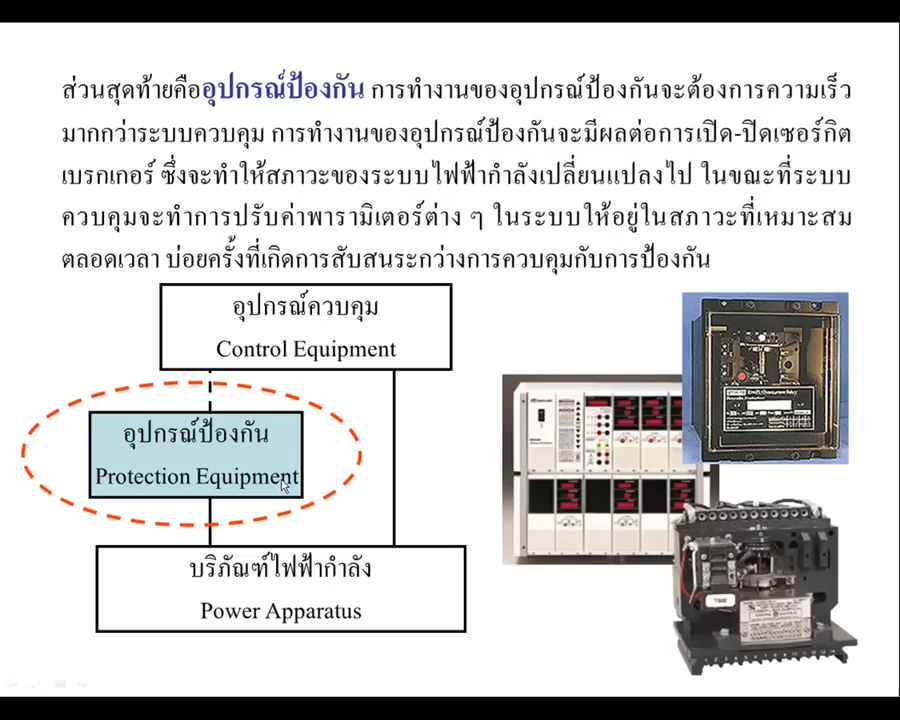 ส่วนสุดท้ายคืออุปกรณ์ป้องกัน การทำงานของอุปกรณ์ป้องกันจะต้องการความเร็ว
มากกว่าระบบควบคุม การทำงานของอุปกรณ์ป้องกันจะมีผลต่อการเปิด-ปิดเซอร์กิต
เบรกเกอร์ ซึ่งจะทำให้สภาวะของระบบไฟฟ้ากำลังเปลี่ยนแปลงไป ในขณะที่ระบบ
ควบคุมจะทำการปรับค่าพารามิเตอร์ต่าง ๆ ในระบบให้อยู่ในสภาวะที่เหมาะสม
ตลอดเวลา บ่อยครั้งที่เกิดการสับสนระกว่างการควบคุมกับการป้องกัน
อุปกรณ์ควบคุม
Control Equipment
อุปกรณ์ป้องกัน
Protection Equipment
บริภัณฑ์ไฟฟ้ากำลัง
Power Apparatus
TIME